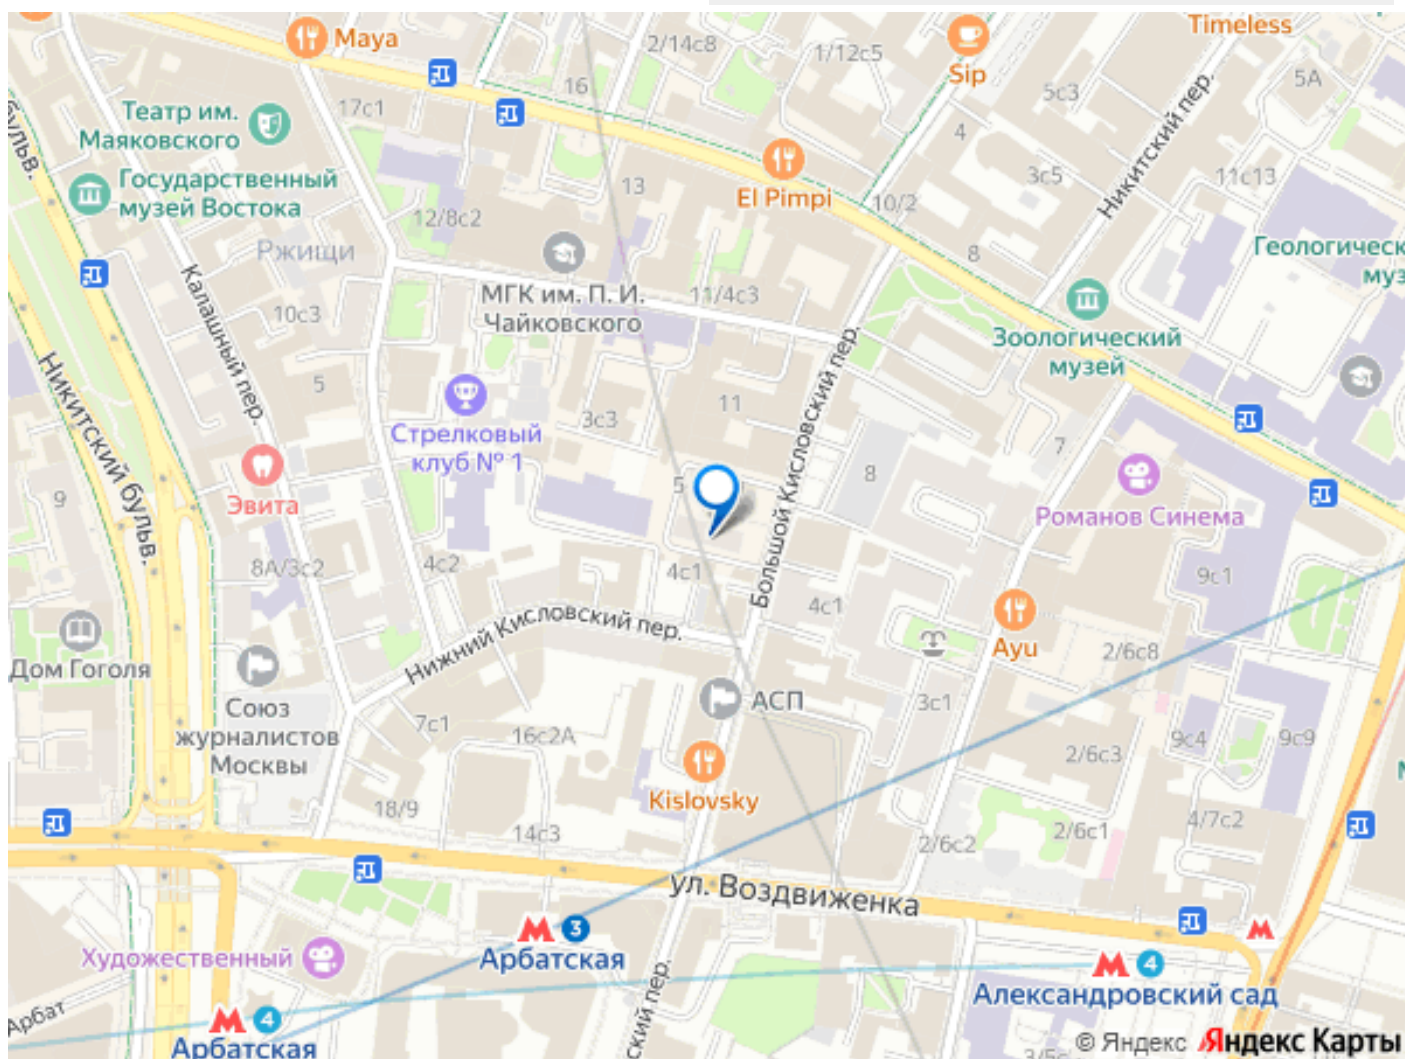 Maya
2/14с8
1/12с5
Sip
Timeless
5А
5с3
16
17с1
Театр им.
Маяковского
4
Никитский пер.
бульв.
Государственный
музей Востока
13
El Pimpi
10/2
3с5
11с13
12/8с2
Ржищи
8
Геологическ
муз
Калашный пер.
10с3
МГК им. П. И.
Чайковского
11/4с3
Зоологический
музей
Никитский бульв.
5
Стрелковый
клуб № 1
3с3
11
Большой Кисловский пер.
7
8
9
Эвита
5
Романов Синема
8А/3с2
4с2
4с1
4с1
9с1
Нижний Кисловский пер.
Ayu
2/6с8
Дом Гоголя
Союз
журналистов
Москвы
7с1
16с2А
АСП
3с1
2/6с3
9с4
9с9
Kislovsky
18/9
14с3
2/6с2
2/6с1
4/7с2
ул. Воздвиженка
Художественный
3
Арбатская
4
Александровский сад
Арбат
4
Арбатская
ский пер.
3/5с
© Яндекс Яндекс Карты